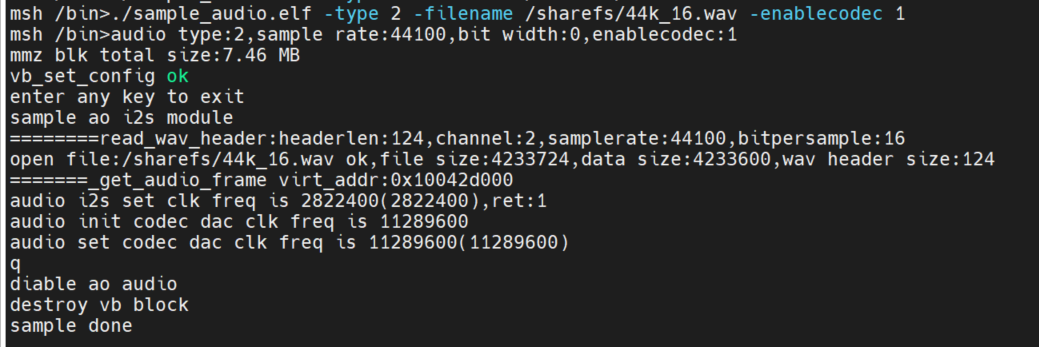 msh /bin>./sample_audio.elf -type 2 -filename /sharefs/44k_16.wav -enablecodec 1
msh /bin>audio type:2,sample rate:44100,bit width:0,enablecodec:1
mmz blk total size:7.46 MB
vb_set_config ok
enter any key to exit
sample ao i2s module
========read_wav_header:headerlen:124,channel:2,samplerate:44100,bitpersample:16
open file:/sharefs/44k_16.wav ok,file size:4233724,data size:4233600,wav header size:124
=======_get_audio_frame virt_addr:0x10042d000
audio i2s set clk freq is 2822400(2822400),ret:1
audio init codec dac clk freq is 11289600
audio set codec dac clk freq is 11289600(11289600)
q
diable ao audio
destroy vb block
sample done